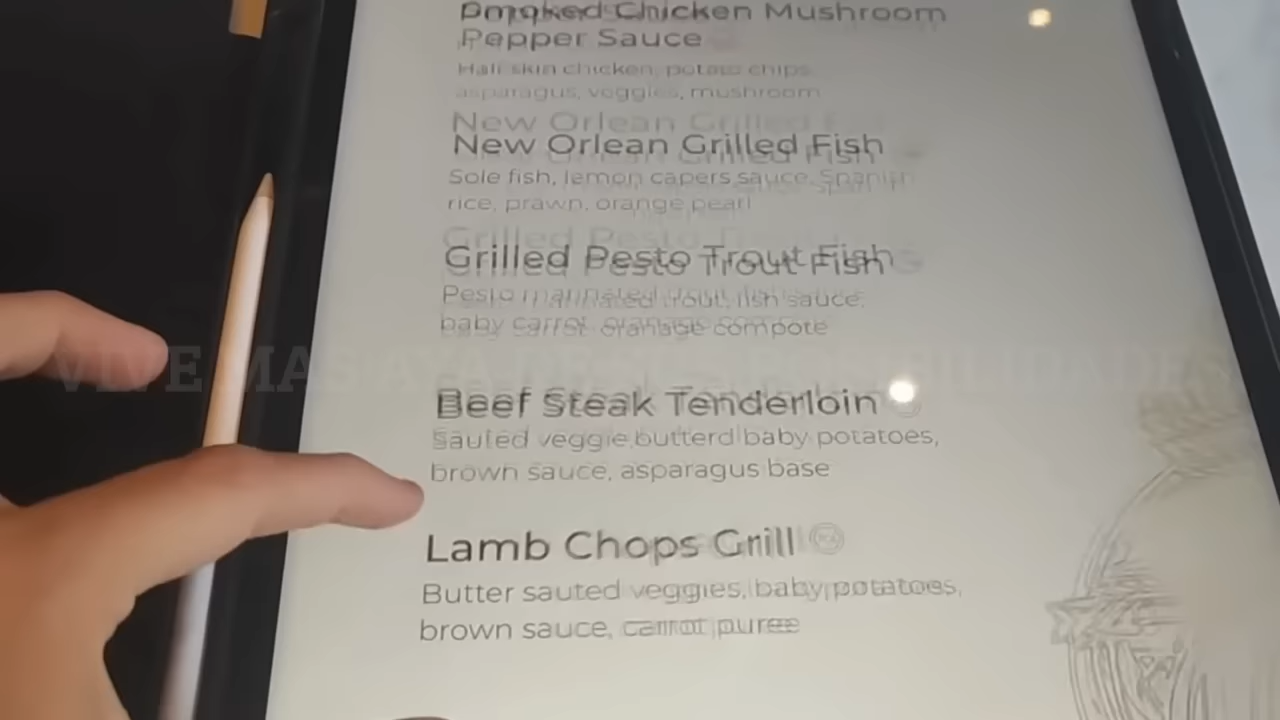 Smoked Chicken Mushroom
Pepper Sauce
Half skin chicken, potato chips,
asparagus, veggies, mushroom
New Orlean Grilled Fish
Sole fish, lemon capers sauce, Spanish
rice, prawn, orange pearl
Grilled Pesto Trout Fish
Pesto marinated trout, fish sauce,
baby carrot, oranage compote
VIVE MAS
Beef Steak Tenderloin
Sauted veggie, butterd baby potatoes,
brown sauce, asparagus base
Lamb Chops Grill
Butter sauted veggies, baby potatoes,
brown sauce, carrot puree